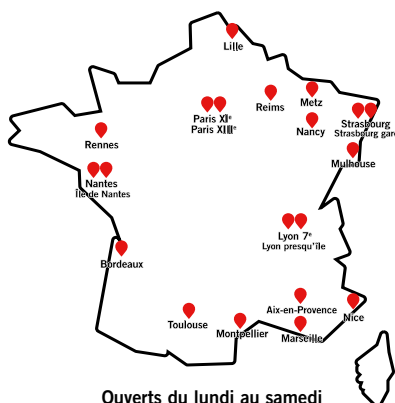 Lille
Reims
Metz
Paris XIe
Paris XIIIe
Nancy
Strasbourg
Strasbourg gare
Rennes
Mulhouse
Nantes
Île de Nantes
Lyon 7e
Lyon presqu'île
Bordeaux
Aix-en-Provence
Nice
Toulouse
Montpellier
Marseille
Ouverts du lundi au samedi